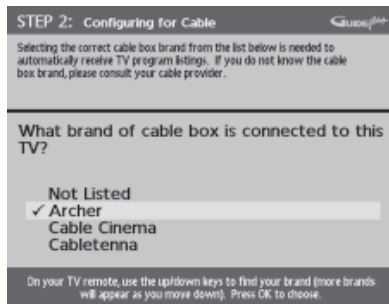 STEP 2: Configuring for Cable
GUIDE Plus+
Selecting the correct cable box brand from the list below is needed to
automatically receive TV program listings. If you do not know the cable
box brand, please consult your cable provider.
What brand of cable box is connected to this
TV?
Not Listed
✓ Archer
Cable Cinema
Cabletenna
On your TV remote, use the up/down keys to find your brand (more brands
will appear as you move down). Press OK to choose.